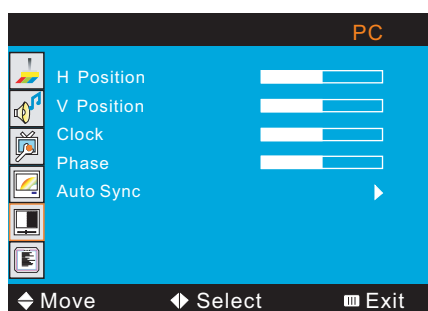 PC
H Position
V Position
Clock
Phase
Auto Sync
Move Select Exit